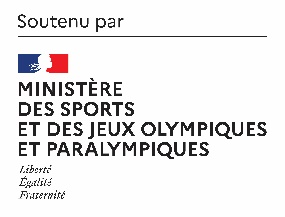 Soutenu par
MINISTÈRE
DES SPORTS
ET DES JEUX OLYMPIQUES
ET PARALYMPIQUES
Liberté
Égalité
Fraternité